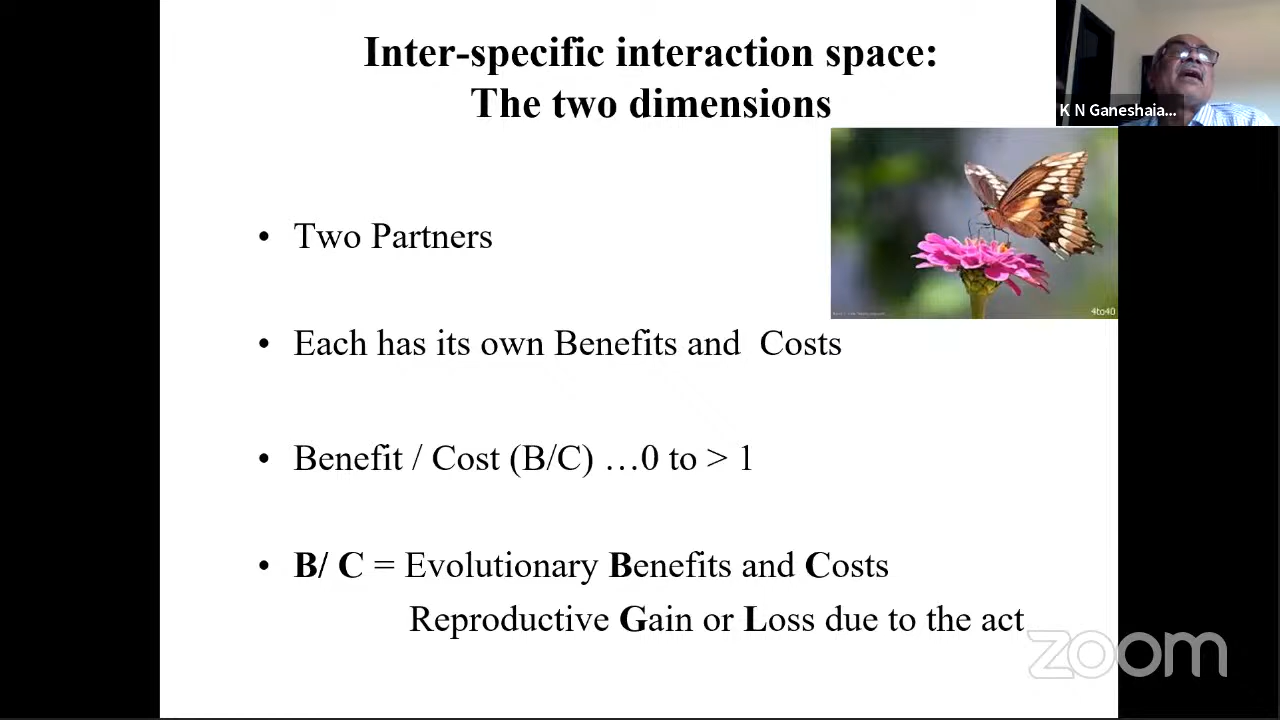 Inter-specific interaction space:
The two dimensions
K N Ganeshaia...
4to40
• Two Partners
• Each has its own Benefits and Costs
• Benefit / Cost (B/C) …0 to > 1
• B/ C = Evolutionary Benefits and Costs
Reproductive Gain or Loss due to the act
zoom